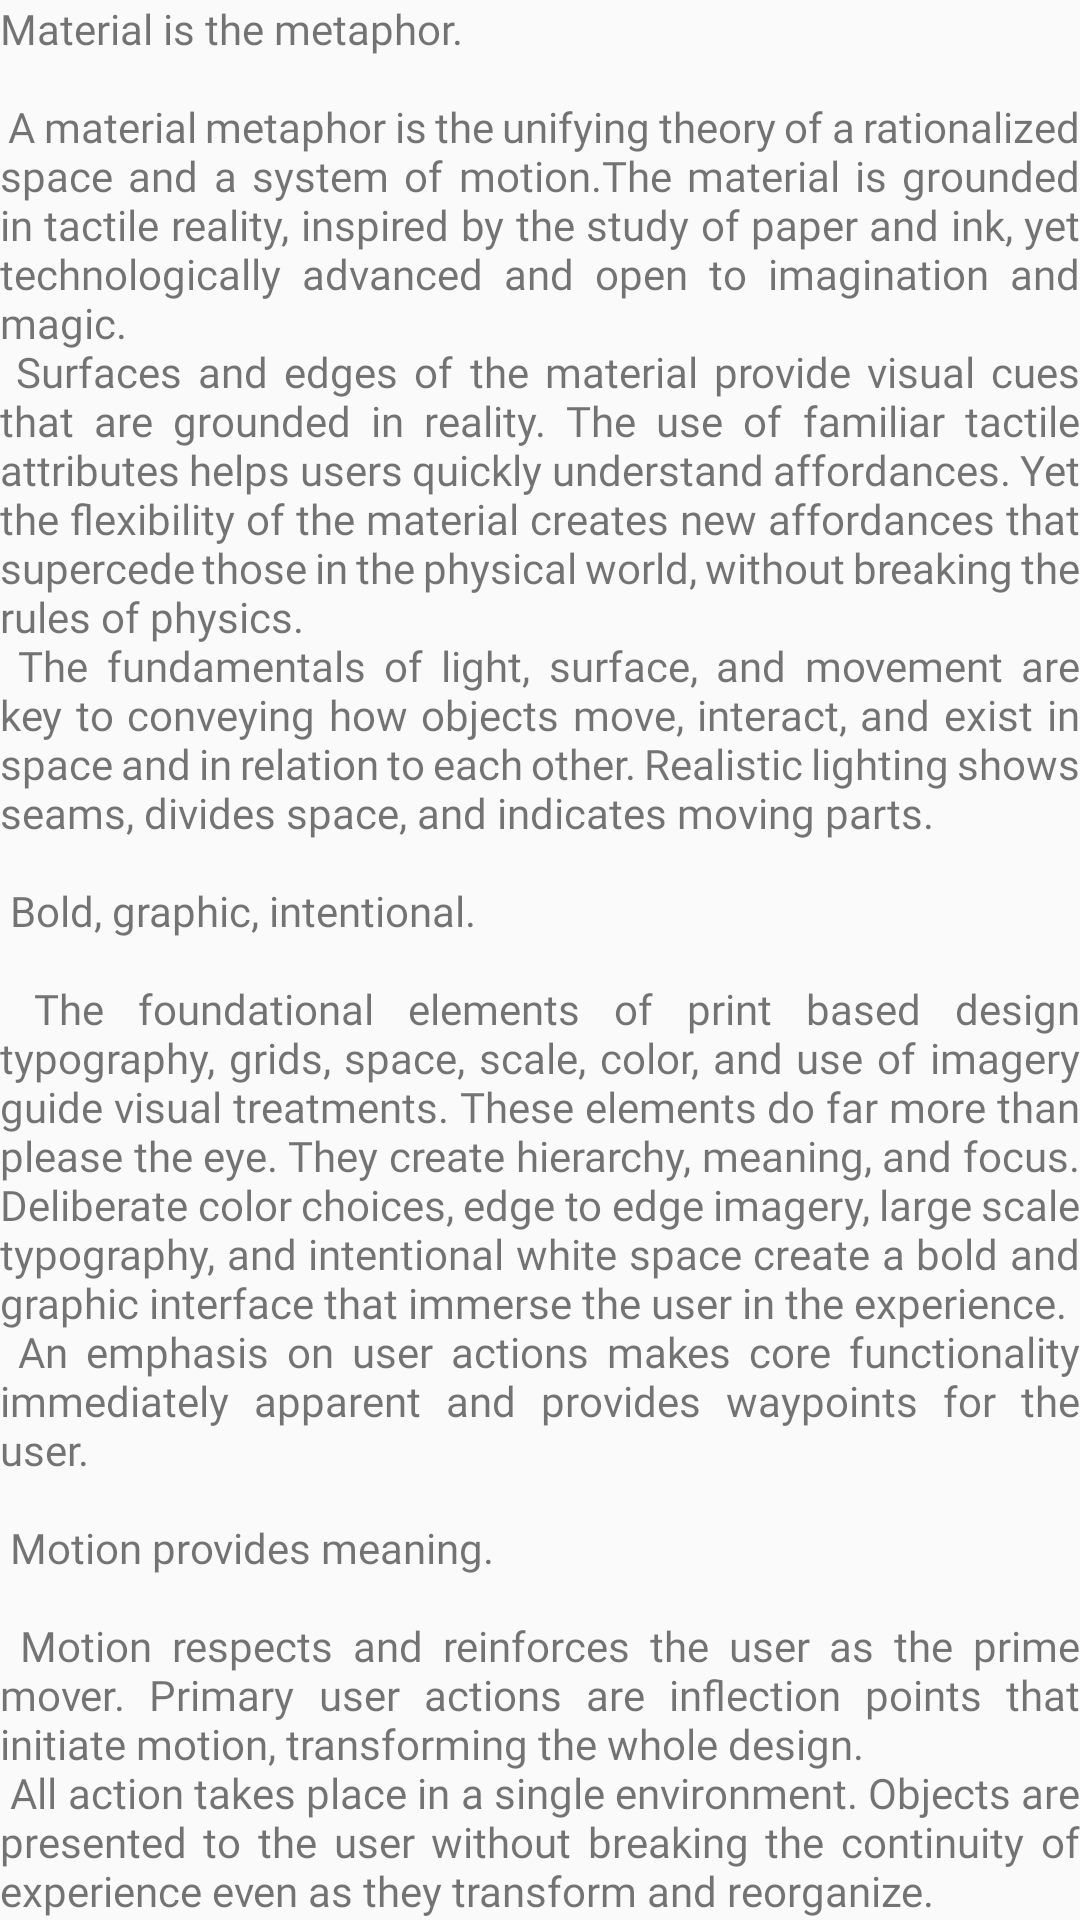 Material is the metaphor.
A material metaphor is the unifying theory of a rationalized
space and a system of motion.The material is grounded
in tactile reality, inspired by the study of paper and ink, yet
technologically advanced and open to imagination and
magic.
Surfaces and edges of the material provide visual cues
that are grounded in reality. The use of familiar tactile
attributes helps users quickly understand affordances. Yet
the flexibility of the material creates new affordances that
supercede those in the physical world, without breaking the
rules of physics.
The fundamentals of light, surface, and movement are
key to conveying how objects move, interact, and exist in
space and in relation to each other. Realistic lighting shows
seams, divides space, and indicates moving parts.
Bold, graphic, intentional.
The foundational elements of print based design
typography, grids, space, scale, color, and use of imagery
guide visual treatments. These elements do far more than
please the eye. They create hierarchy, meaning, and focus.
Deliberate color choices, edge to edge imagery, large scale
typography, and intentional white space create a bold and
graphic interface that immerse the user in the experience.
An emphasis on user actions makes core functionality
immediately apparent and provides waypoints for the
user.
Motion provides meaning.
Motion respects and reinforces the user as the prime
mover. Primary user actions are inflection points that
initiate motion, transforming the whole design.
All action takes place in a single environment. Objects are
presented to the user without breaking the continuity of
experience even as they transform and reorganize.